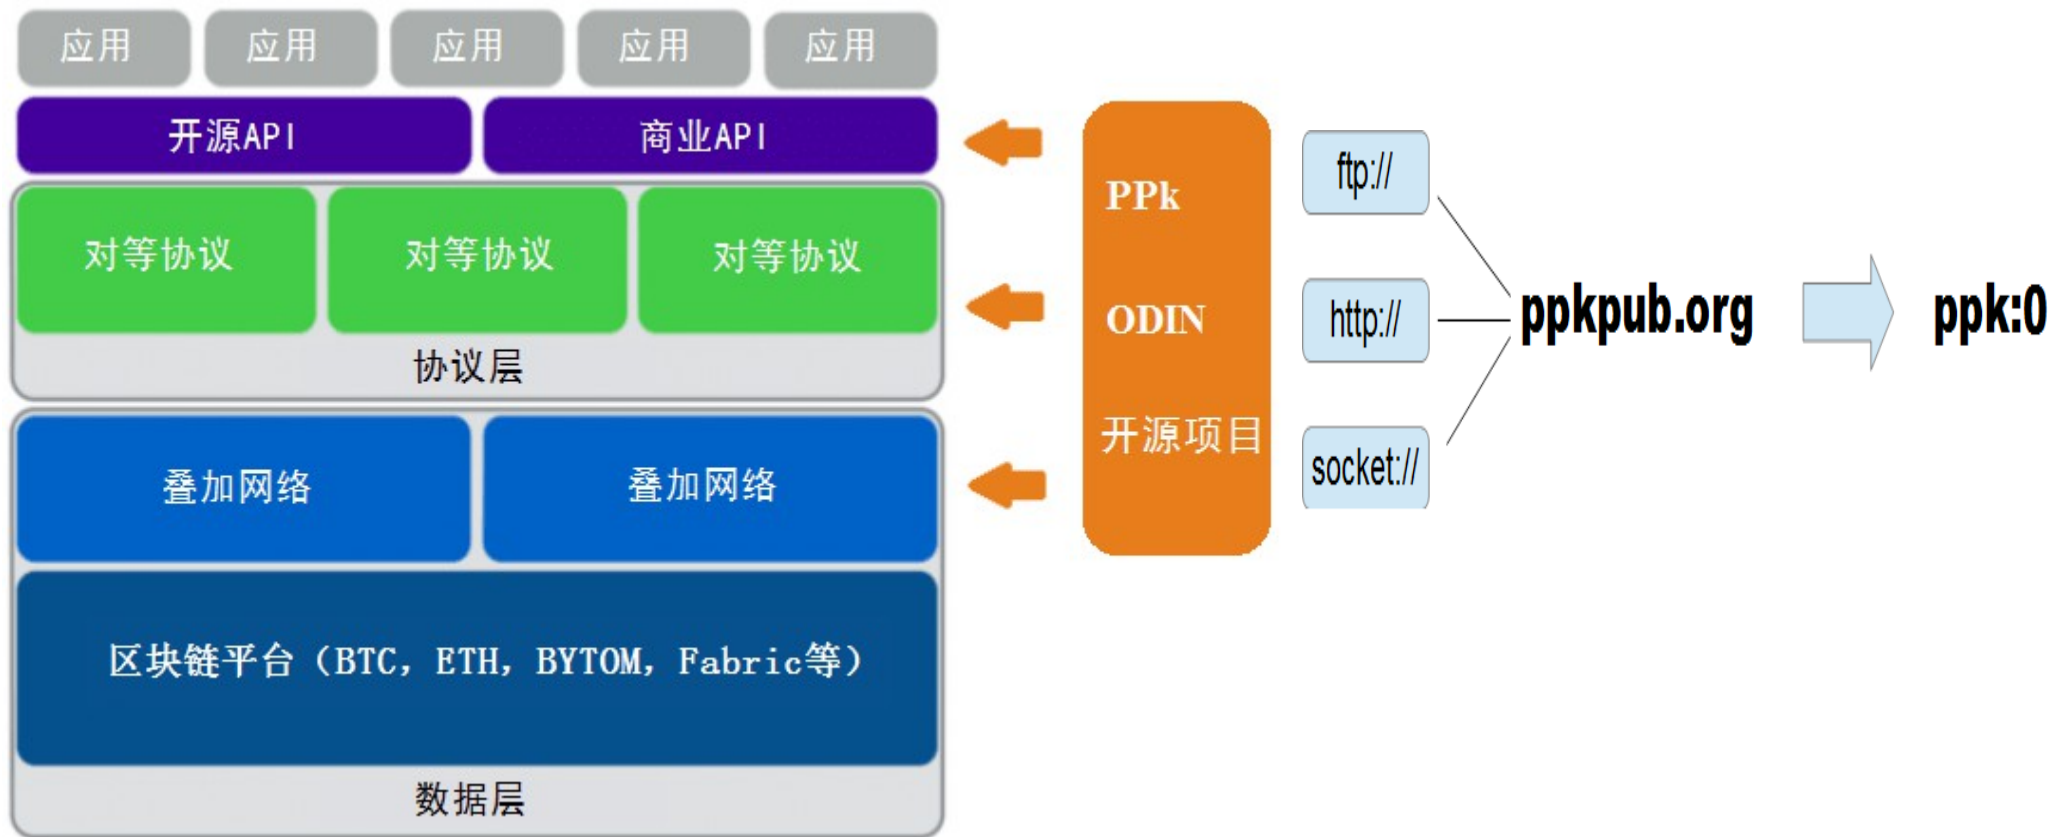 应用
应用
应用
应用
应用
开源API
商业API
对等协议
对等协议
对等协议
协议层
叠加网络
叠加网络
区块链平台（BTC，ETH，BYTOM，Fabric等）
数据层
PPk
ODIN
开源项目
ftp://
http://
socket://
ppkpub.org
ppk:0